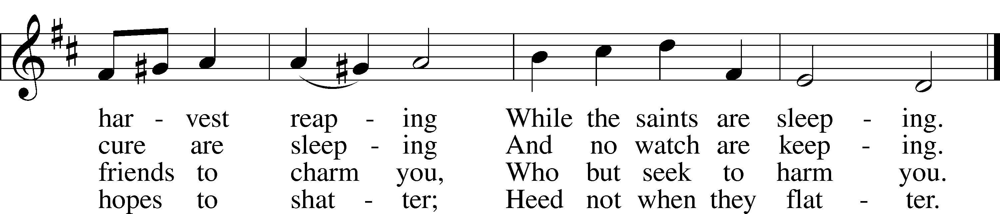 har - vest reap - ing While the saints are sleep - ing.
cure are sleep - ing And no watch are keep - ing.
friends to charm you, Who but seek to harm you.
hopes to shat - ter; Heed not when they flat - ter.